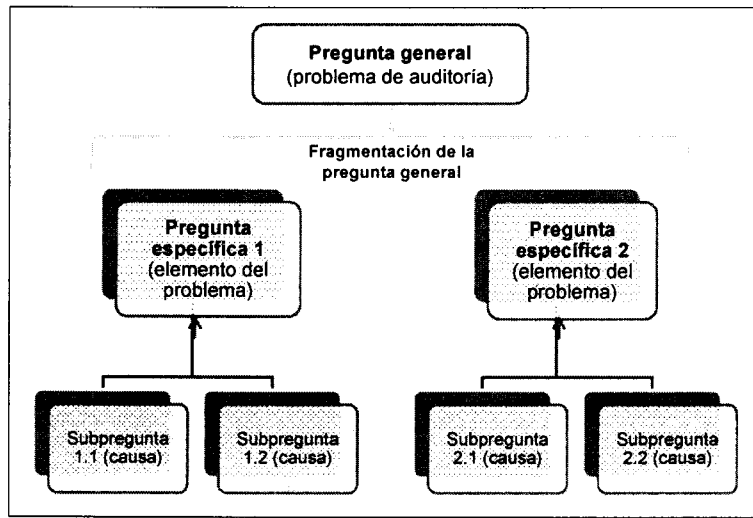 Pregunta general
(problema de auditoría)
Fragmentación de la
pregunta general
Pregunta
específica 1
(elemento del
problema)
Pregunta
específica 2
(elemento del
problema)
Subpregunta
1.1 (causa)
Subpregunta
1.2 (causa)
Subpregunta
2.1 (causa)
Subpregunta
2.2 (causa)